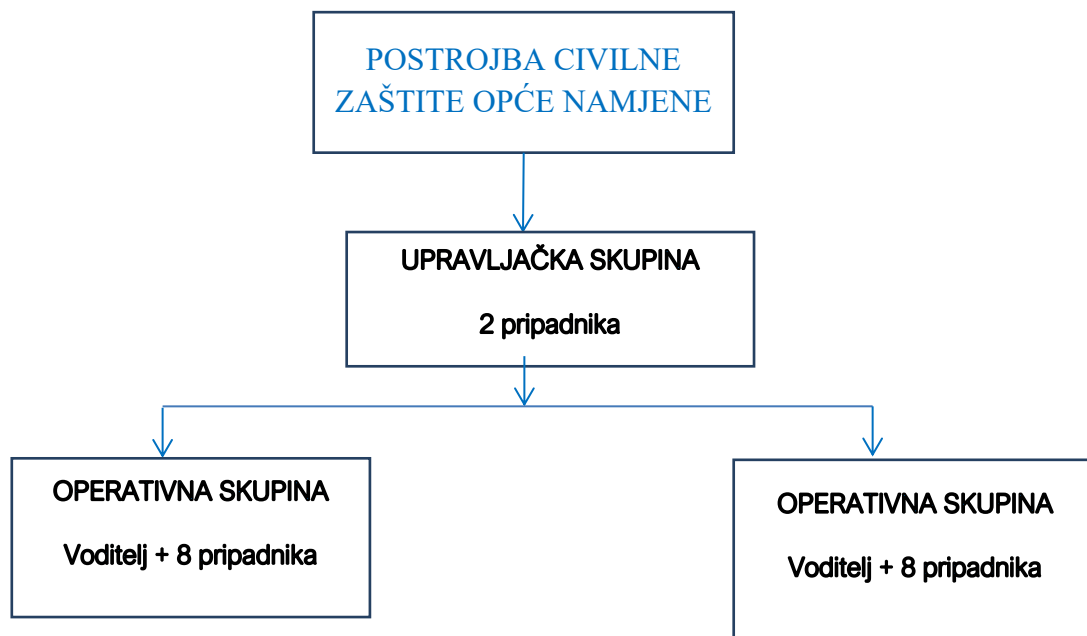 POSTROJBA CIVILNE
ZAŠTITE OPĆE NAMJENE
UPRAVLJAČKA SKUPINA
2 pripadnika
OPERATIVNA SKUPINA
Voditelj + 8 pripadnika
OPERATIVNA SKUPINA
Voditelj + 8 pripadnika